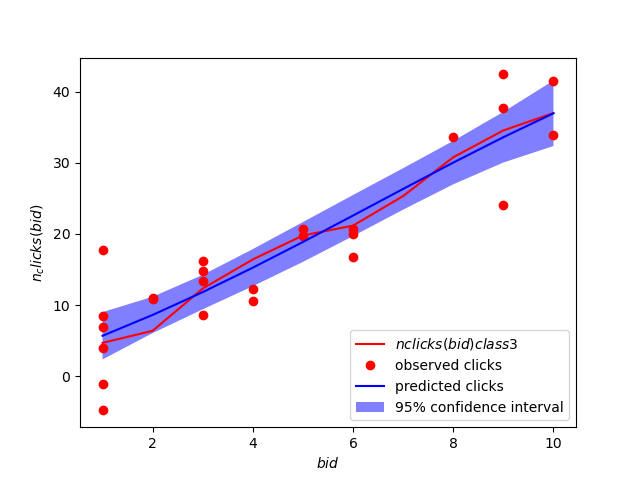 40
30
20
10
0
n_clicks(bid)
2
4
6
8
10
bid
nclicks(bid)class3
observed clicks
predicted clicks
95% confidence interval